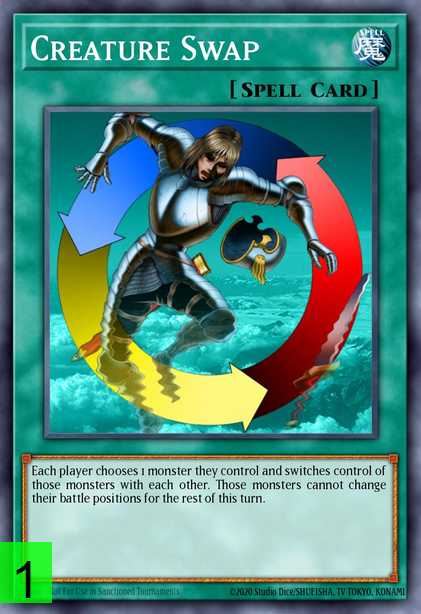 Creature Swap
SPELL
魔
[ Spell Card ]
Each player chooses 1 monster they control and switches control of
those monsters with each other. Those monsters cannot change
their battle positions for the rest of this turn.
For Use in Sanctioned Tournaments
©2020 Studio Dice/SHUEISHA, TV TOKYO, KONAMI
1